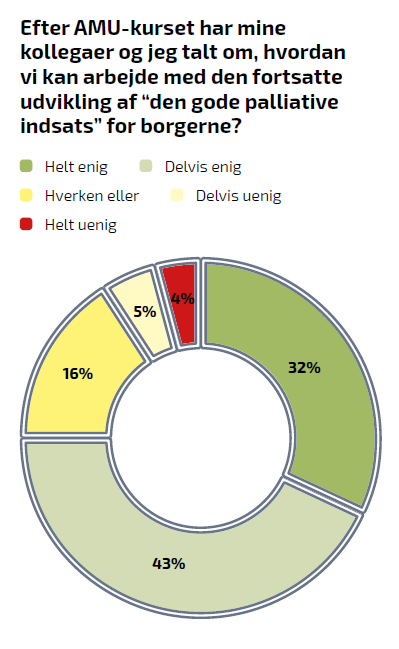 Efter AMU-kurset har mine
kollegaer og jeg talt om, hvordan
vi kan arbejde med den fortsatte
udvikling af “den gode palliative
indsats” for borgerne?
Helt enig
Delvis enig
Hverken eller
Delvis uenig
Helt uenig
4%
5%
32%
16%
43%